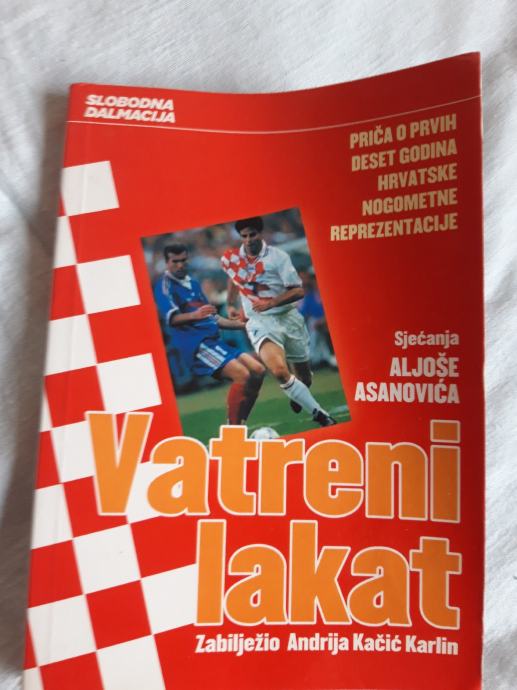 SLOBODNA
DALMACIJA
PRIČA O PRVIH
DESET GODINA
HRVATSKE
NOGOMETNE
REPREZENTACIJE
Sjećanja
ALJOŠE
ASANOVIĆA
Vatreni
lakat
Zabilježio Andrija Kačić Karlin